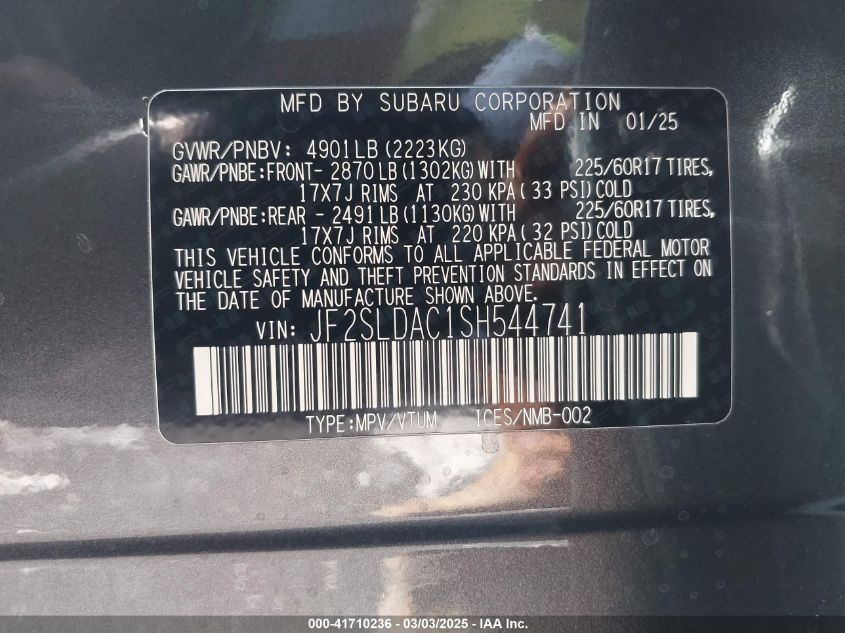 MFD BY SUBARU CORPORATION
MFD IN 01/25
GVWR/PNBV: 4901LB (2223KG)
GAWR/PNBE:FRONT- 2870LB (1302KG) WITH 225/60R17 TIRES,
17X7J RIMS AT 230 KPA( 33 PSI) COLD
GAWR/PNBE:REAR - 2491LB (1130KG) WITH 225/60R17 TIRES,
17X7J RIMS AT 220 KPA( 32 PSI) COLD
THIS VEHICLE CONFORMS TO ALL APPLICABLE FEDERAL MOTOR
VEHICLE SAFETY AND THEFT PREVENTION STANDARDS IN EFFECT ON
THE DATE OF MANUFACTURE SHOWN ABOVE.
VIN: JF2SLDAC1SH544741
TYPE:MPV/VTUM ICES/NMB-002
000-41710236 - 03/03/2025 - IAA Inc.